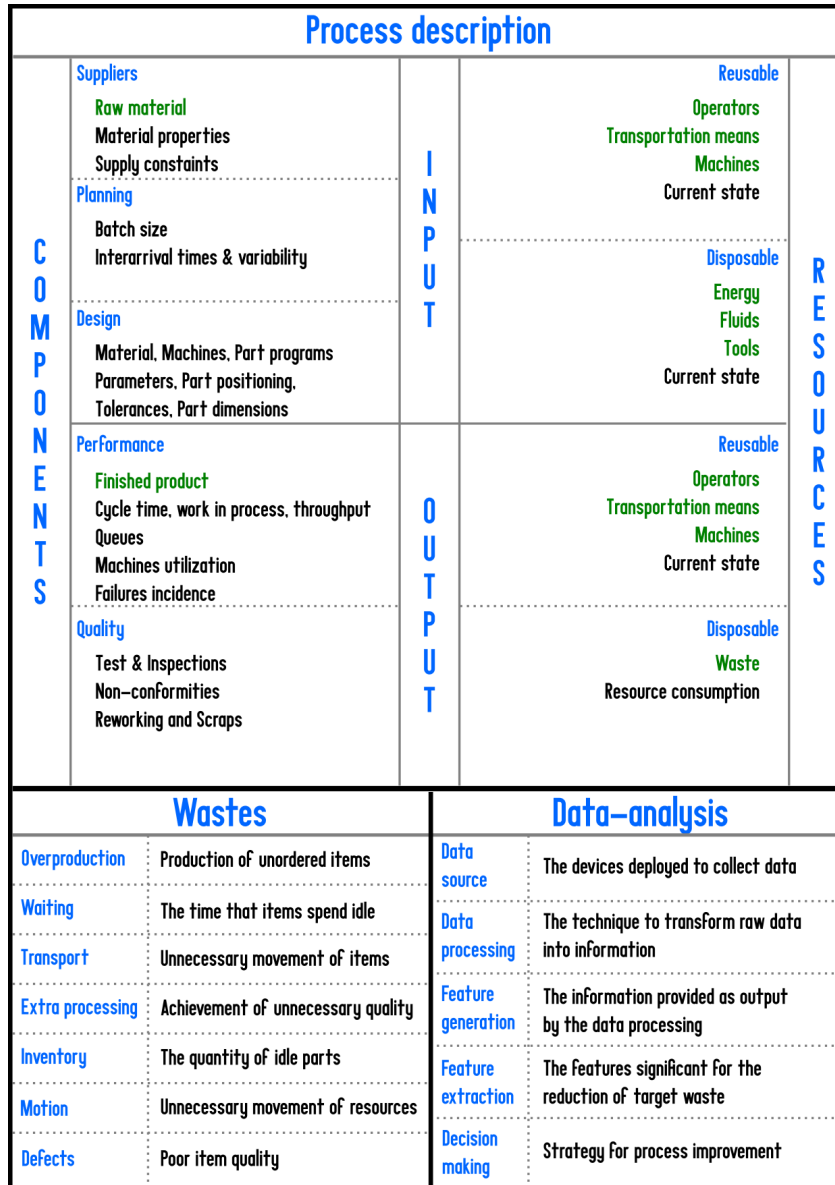 Process description
COMPONENTS
Suppliers
Raw material
Material properties
Supply constaints
Planning
Batch size
Interarrival times & variability
Design
Material, Machines, Part programs
Parameters, Part positioning,
Tolerances, Part dimensions
INPUT
Reusable
Operators
Transportation means
Machines
Current state
Disposable
Energy
Fluids
Tools
Current state
RESOURCES
Performance
Finished product
Cycle time, work in process, throughput
Queues
Machines utilization
Failures incidence
Quality
Test & Inspections
Non-conformities
Reworking and Scraps
OUTPUT
Reusable
Operators
Transportation means
Machines
Current state
Disposable
Waste
Resource consumption
Wastes
Overproduction
Production of unordered items
Waiting
The time that items spend idle
Transport
Unnecessary movement of items
Extra processing
Achievement of unnecessary quality
Inventory
The quantity of idle parts
Motion
Unnecessary movement of resources
Defects
Poor item quality
Data-analysis
Data
source
The devices deployed to collect data
Data
processing
The technique to transform raw data
into information
Feature
generation
The information provided as output
by the data processing
Feature
extraction
The features significant for the
reduction of target waste
Decision
making
Strategy for process improvement